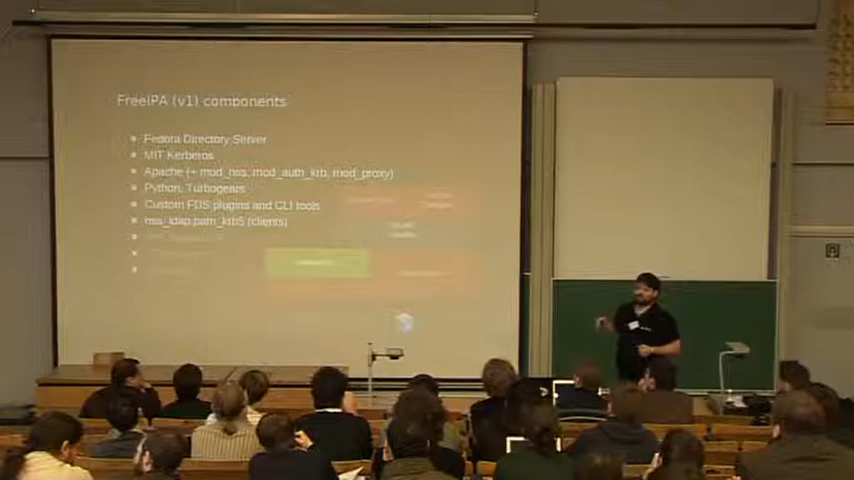 FreeIPA (v1) components
Fedora Directory Server
MIT Kerberos
Apache (+ mod_nss, mod_auth_krb, mod_proxy)
Python, Turbogears
Custom FDS plugins and CLI tools
nss_ldap,pam_krb5 (clients)